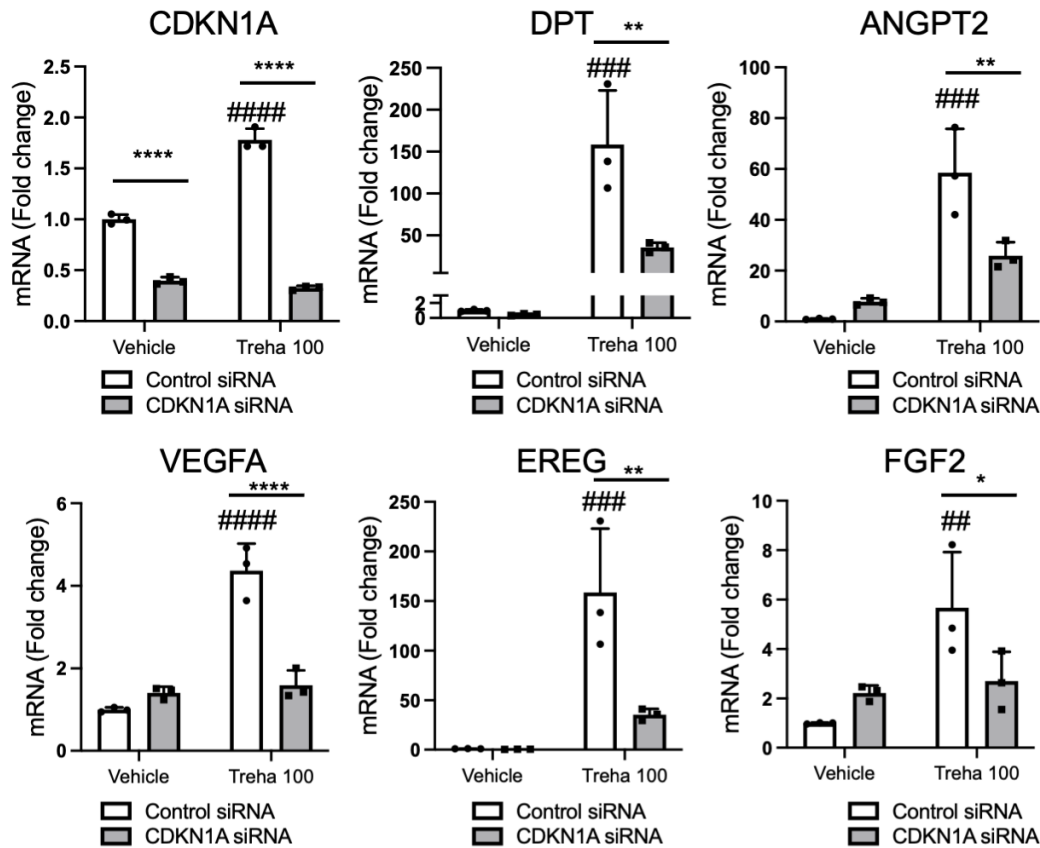 CDKN1A
****
****
####
mRNA (Fold change)
2.5
2.0
1.5
1.0
0.5
0.0
Vehicle
Treha 100
Control siRNA
CDKN1A siRNA
DPT
**
###
mRNA (Fold change)
250
200
150
100
50
2
0
Vehicle
Treha 100
Control siRNA
CDKN1A siRNA
ANGPT2
**
###
mRNA (Fold change)
100
80
60
40
20
0
Vehicle
Treha 100
Control siRNA
CDKN1A siRNA
VEGFA
****
####
mRNA (Fold change)
6
4
2
0
Vehicle
Treha 100
Control siRNA
CDKN1A siRNA
EREG
**
###
mRNA (Fold change)
250
200
150
100
50
0
Vehicle
Treha 100
Control siRNA
CDKN1A siRNA
FGF2
*
##
mRNA (Fold change)
10
8
6
4
2
0
Vehicle
Treha 100
Control siRNA
CDKN1A siRNA